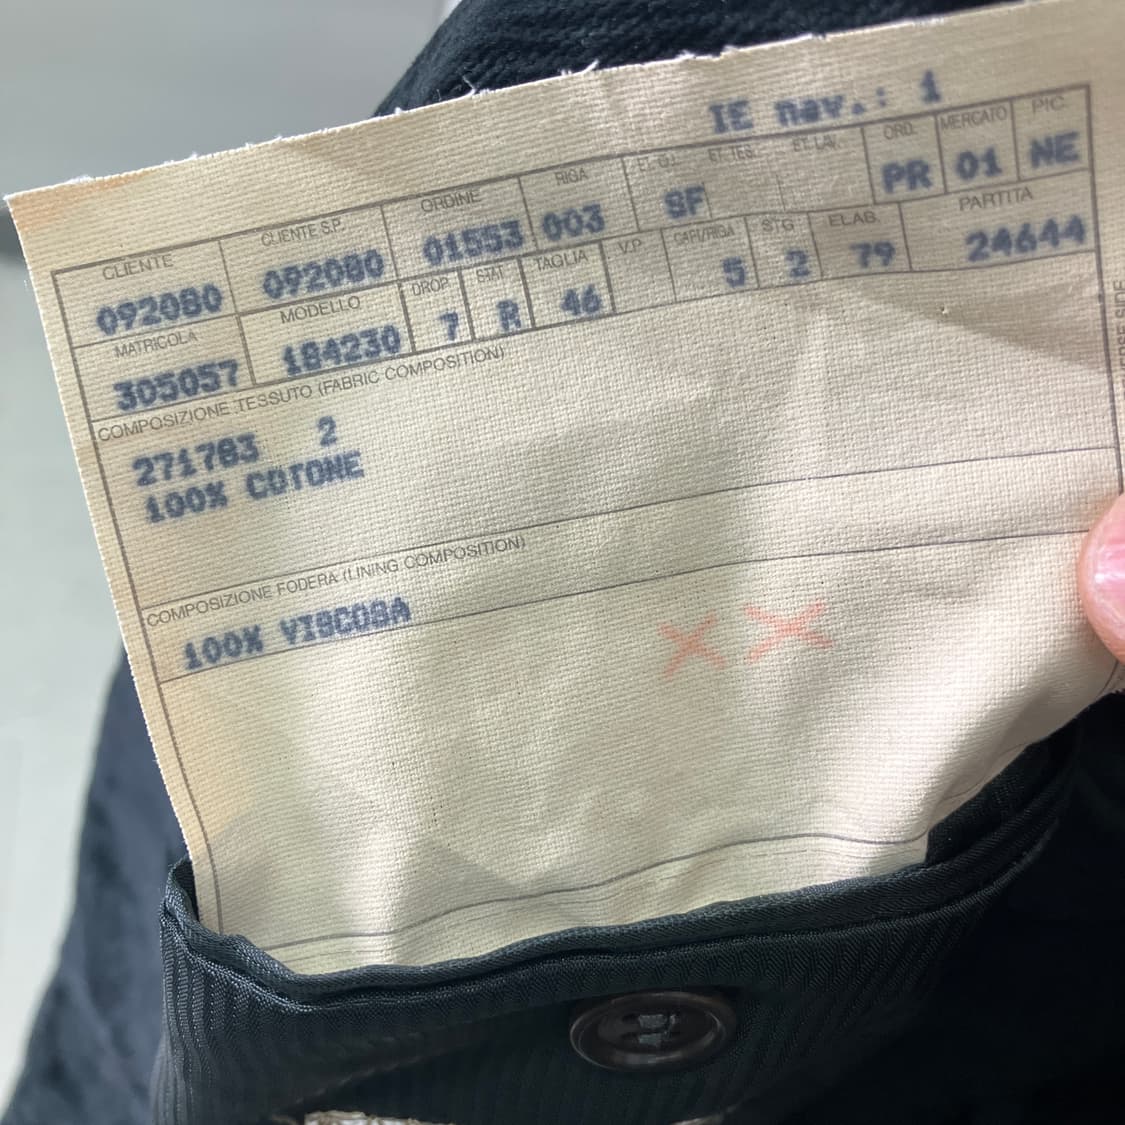 IE nav.: 1
CLIENTE CLIENTE S.P. ORDINE RIGA ET. Q. ET. TES. ET. LAV. ORD. MERCATO PIC.
092080 092080 01553 003 8F PR 01 NE
MATRICOLA MODELLO DROP STAT TAGLIA V.P CAPI/RIGA STG ELAB. PARTITA
305057 184230 7 R 46 5 2 79 24644
COMPOSIZIONE TESSUTO (FABRIC COMPOSITION)
271783 2
100% COTONE
COMPOSIZIONE FODERA (LINING COMPOSITION)
100% VISCOSA